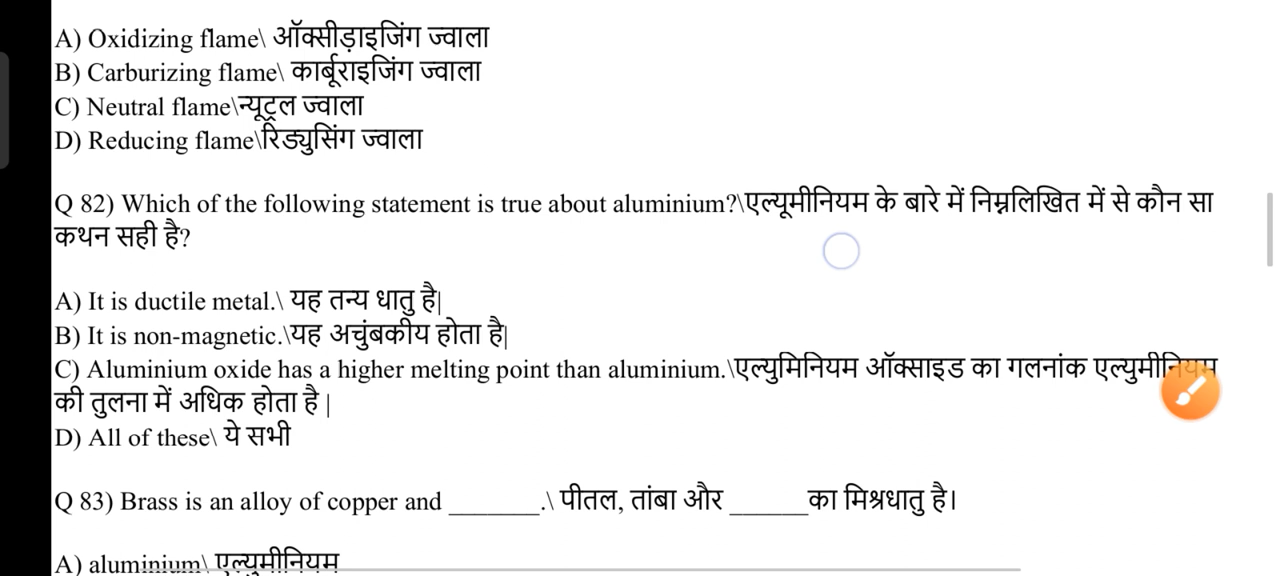 A) Oxidizing flame\ ऑक्सीड़ाइजिंग ज्वाला
B) Carburizing flame\ कार्बूराइजिंग ज्वाला
C) Neutral flame\न्यूट्रल ज्वाला
D) Reducing flame\रिड्युसिंग ज्वाला
Q 82) Which of the following statement is true about aluminium?\एल्यूमीनियम के बारे में निम्नलिखित में से कौन सा
कथन सही है?
A) It is ductile metal.\ यह तन्य धातु है|
B) It is non-magnetic.\यह अचुंबकीय होता है|
C) Aluminium oxide has a higher melting point than aluminium.\एल्युमिनियम ऑक्साइड का गलनांक एल्युमीनियम
की तुलना में अधिक होता है |
D) All of these\ ये सभी
Q 83) Brass is an alloy of copper and _______.\ पीतल, तांबा और ______का मिश्रधातु है।
A) aluminium\ एल्युमीनियम